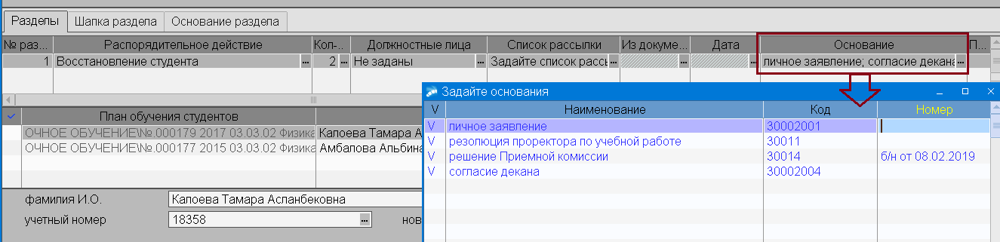 Разделы Шапка раздела Основание раздела
№ раз... Распорядительное действие Кол-... Должностные лица Список рассылки Из докуме... Дата Основание П...
1 Восстановление студента ... 2 ... Не заданы ... Задайте список рассы ... ... ... личное заявление; согласие декана ...
Задайте основания
V Наименование Код Номер
V личное заявление 30002001
V резолюция проректора по учебной работе 30011
V решение Приемной комиссии 30014 б/н от 08.02.2019
V согласие декана 30002004
План обучения студентов
ОЧНОЕ ОБУЧЕНИЕ\№.000179 2017 03.03.02 Физика Калоева Тамара А
ОЧНОЕ ОБУЧЕНИЕ\№.000177 2015 03.03.02 Физика Амбалова Альбина
фамилия И.О. Калоева Тамара Асланбековна
учетный номер 18358 ... нов